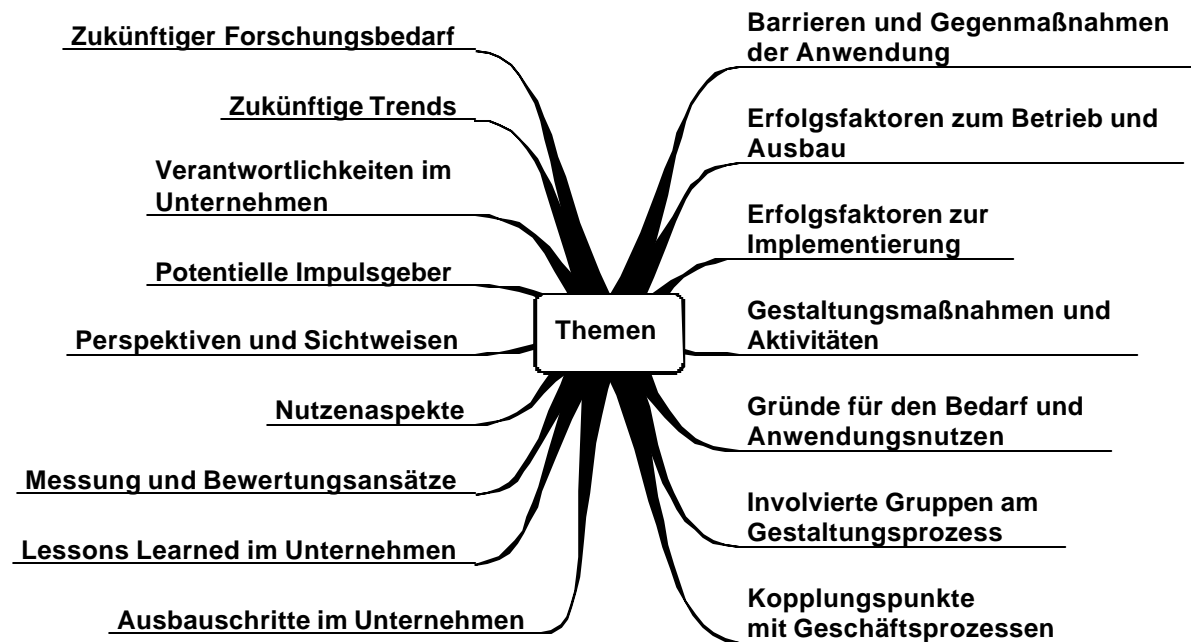 Zukünftiger Forschungsbedarf
Zukünftige Trends
Verantwortlichkeiten im
Unternehmen
Potentielle Impulsgeber
Perspektiven und Sichtweisen
Nutzenaspekte
Messung und Bewertungsansätze
Lessons Learned im Unternehmen
Ausbauschritte im Unternehmen
Themen
Barrieren und Gegenmaßnahmen
der Anwendung
Erfolgsfaktoren zum Betrieb und
Ausbau
Erfolgsfaktoren zur
Implementierung
Gestaltungsmaßnahmen und
Aktivitäten
Gründe für den Bedarf und
Anwendungsnutzen
Involvierte Gruppen am
Gestaltungsprozess
Kopplungspunkte
mit Geschäftsprozessen